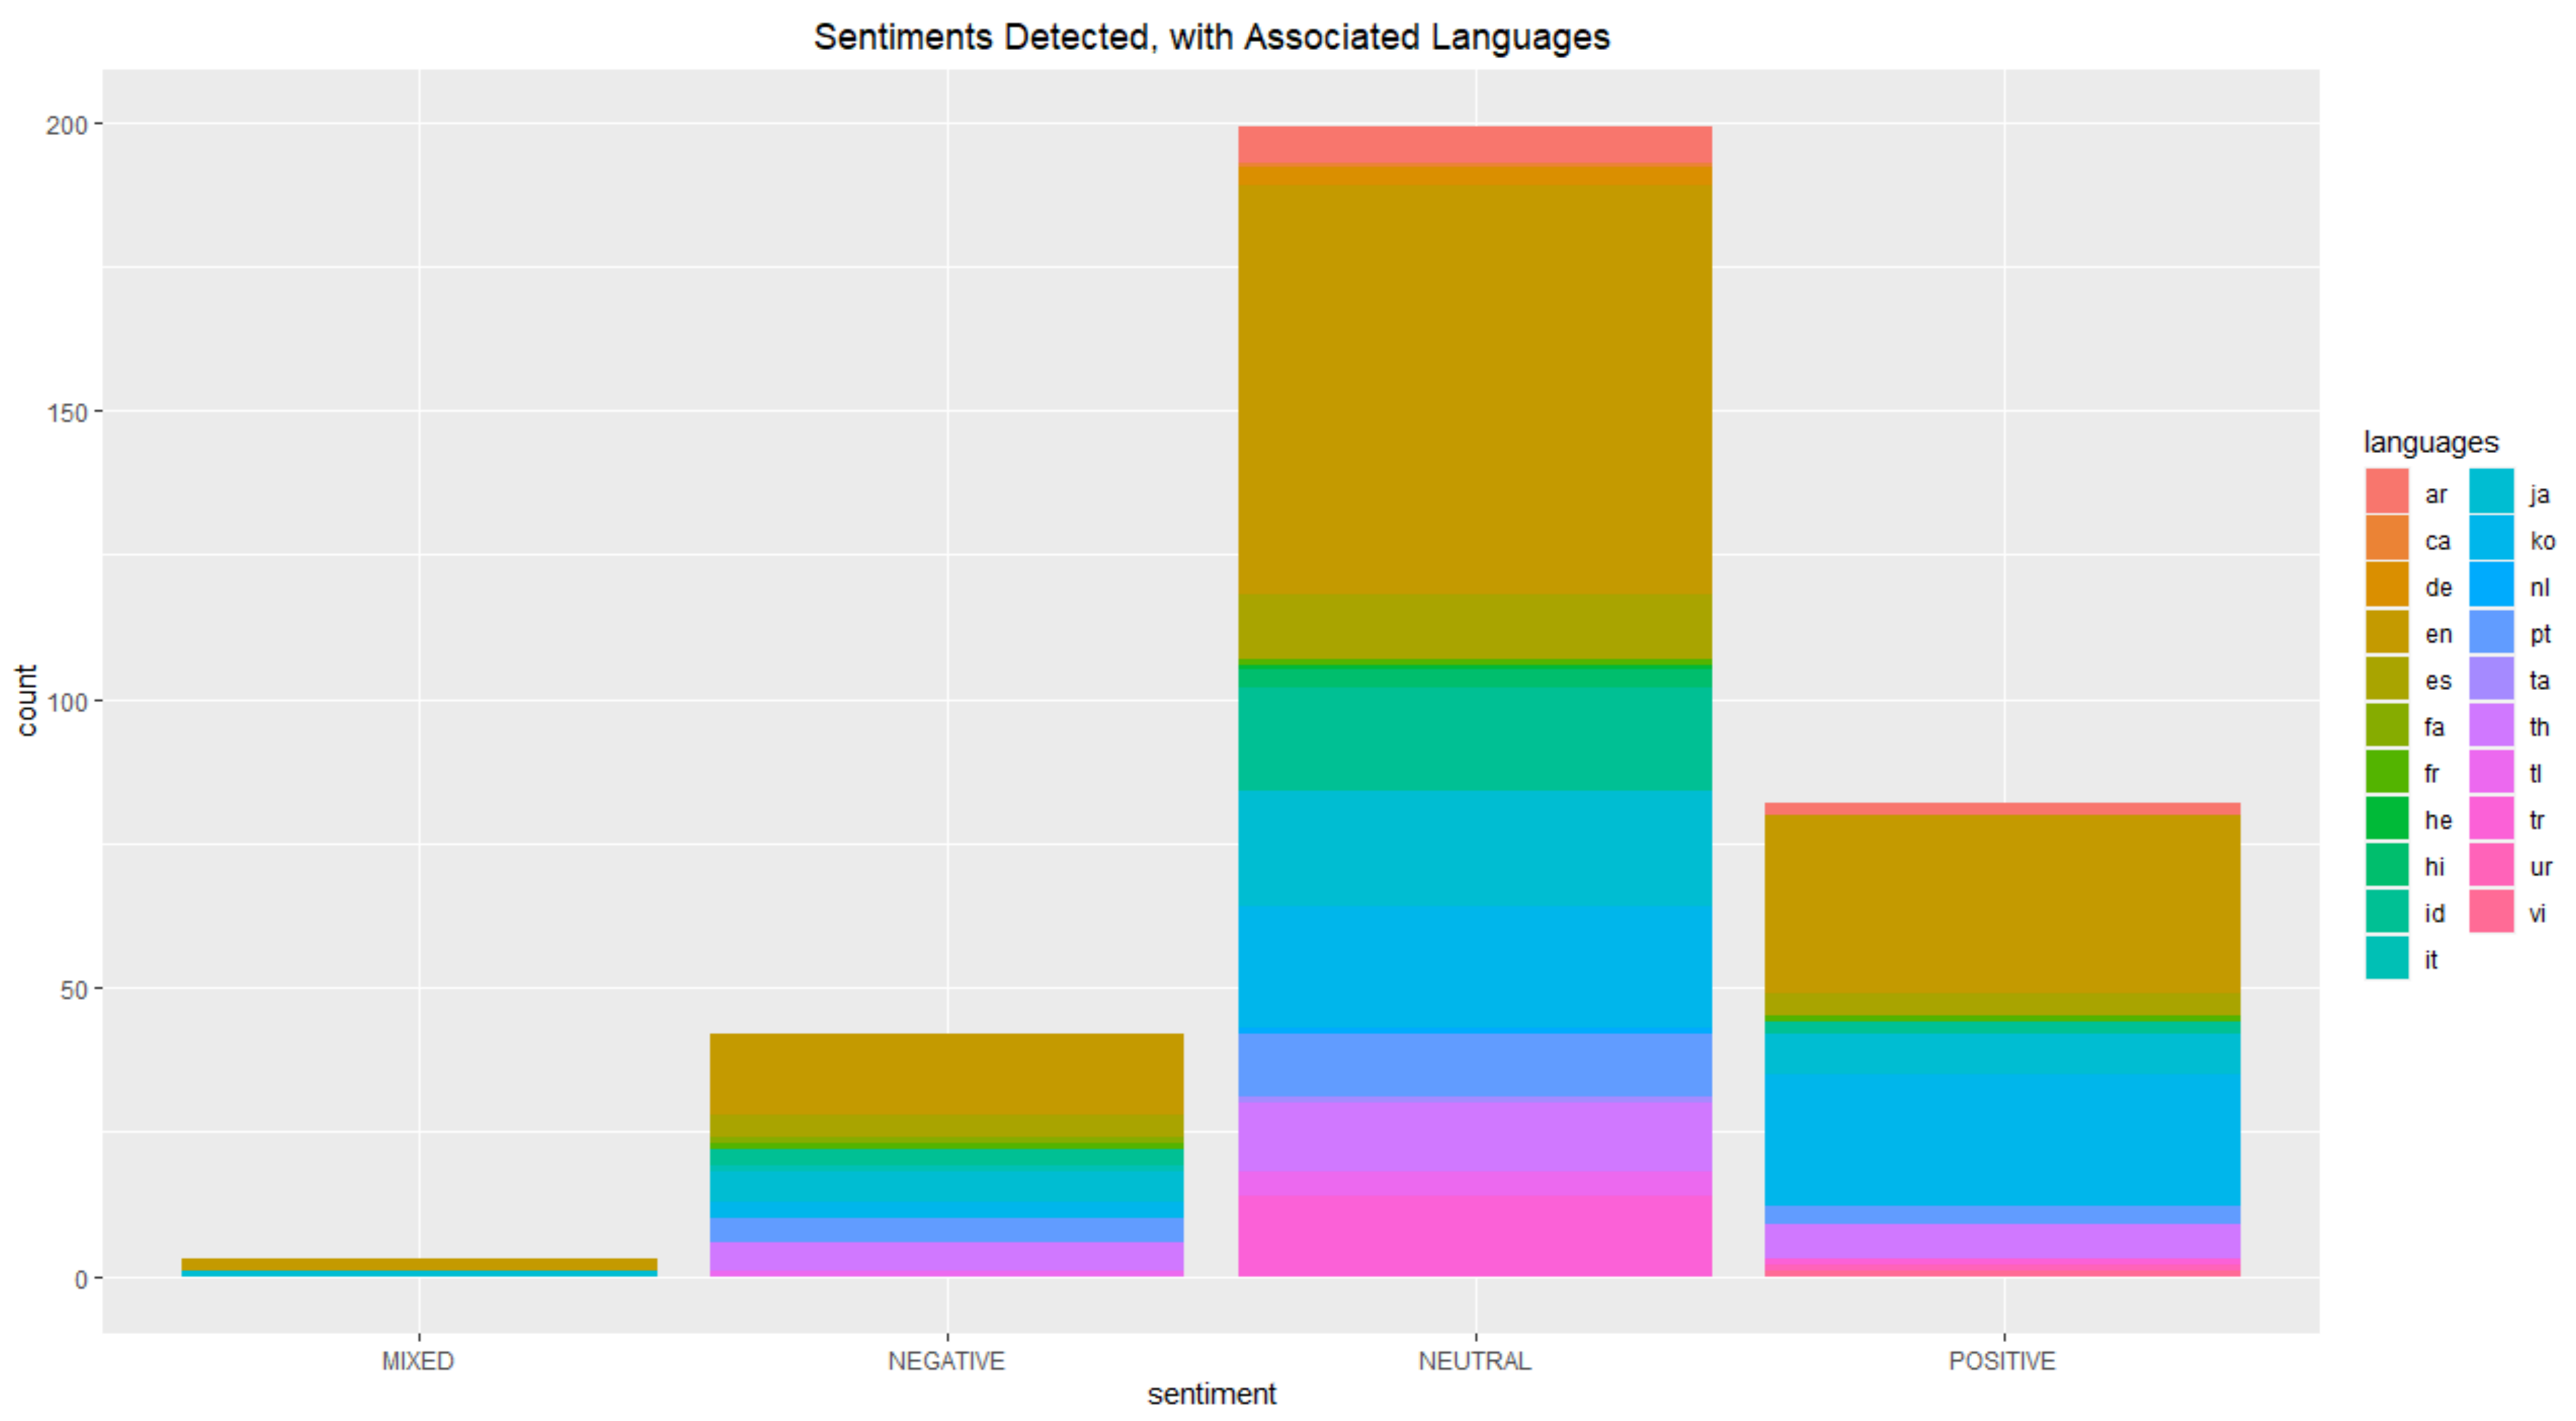 Sentiments Detected, with Associated Languages
200
150
100
50
0
count
MIXED
NEGATIVE
NEUTRAL
POSITIVE
sentiment
languages
ar
ca
de
en
es
fa
fr
he
hi
id
it
ja
ko
nl
pt
ta
th
tl
tr
ur
vi